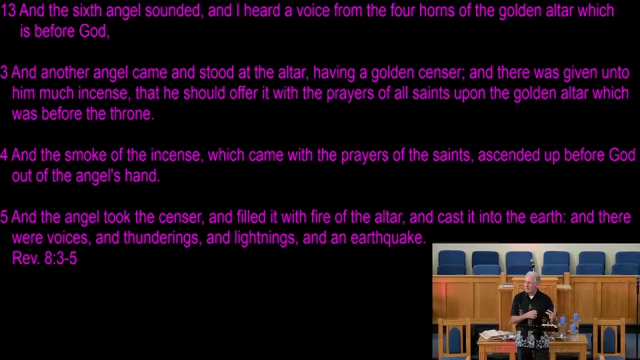 13 And the sixth angel sounded, and I heard a voice from the four horns of the golden altar which
is before God,
3 And another angel came and stood at the altar, having a golden censer; and there was given unto
him much incense, that he should offer it with the prayers of all saints upon the golden altar which
was before the throne.
4 And the smoke of the incense, which came with the prayers of the saints, ascended up before God
out of the angel's hand.
5 And the angel took the censer, and filled it with fire of the altar, and cast it into the earth: and there
were voices, and thunderings, and lightnings, and an earthquake.
Rev. 8:3-5